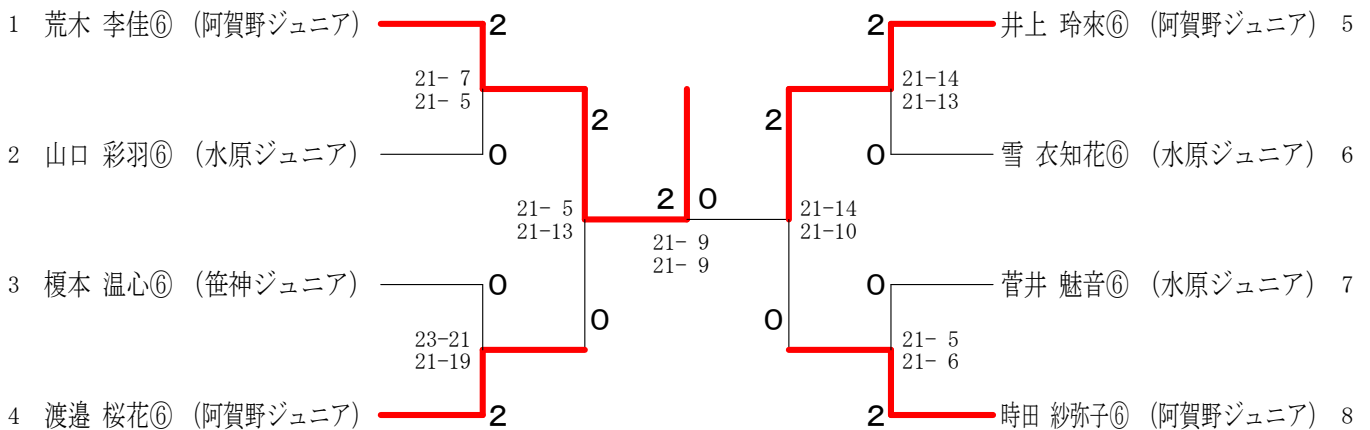 1 荒木 李佳⑥ (阿賀野ジュニア) 2
2 井上 玲來⑥ (阿賀野ジュニア) 5
21- 7
21- 5
21-14
21-13
2
2
2 山口 彩羽⑥ (水原ジュニア) 0
0 雪 衣知花⑥ (水原ジュニア) 6
21- 5
21-13
2 0
21- 9
21- 9
21-14
21-10
3 榎本 温心⑥ (笹神ジュニア) 0
0 菅井 魅音⑥ (水原ジュニア) 7
0
0
23-21
21-19
21- 5
21- 6
4 渡邉 桜花⑥ (阿賀野ジュニア) 2
2 時田 紗弥子⑥ (阿賀野ジュニア) 8